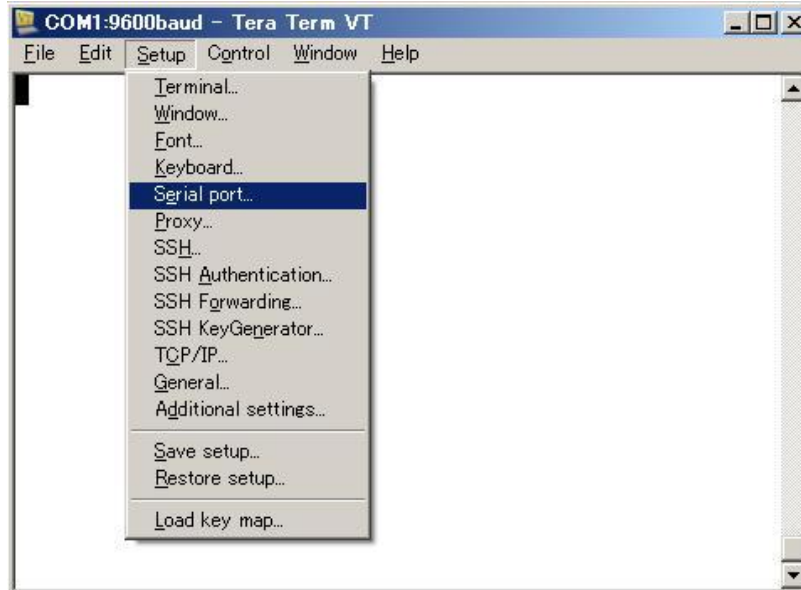 COM1:9600baud - Tera Term VT
File Edit Setup Control Window Help
Terminal...
Window...
Font...
Keyboard...
Serial port...
Proxy...
SSH...
SSH Authentication...
SSH Forwarding...
SSH KeyGenerator...
TCP/IP...
General...
Additional settings...
Save setup...
Restore setup...
Load key map...